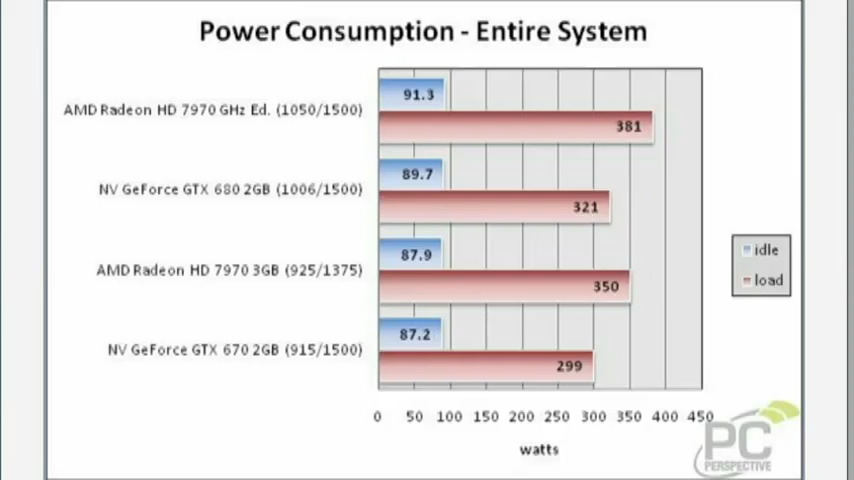 Power Consumption - Entire System
AMD Radeon HD 7970 GHz Ed. (1050/1500)
91.3
381
NV GeForce GTX 680 2GB (1006/1500)
89.7
321
AMD Radeon HD 7970 3GB (925/1375)
87.9
350
NV GeForce GTX 670 2GB (915/1500)
87.2
299
idle
load
0 50 100 150 200 250 300 350 400 450
watts
PC
PERSPECTIVE